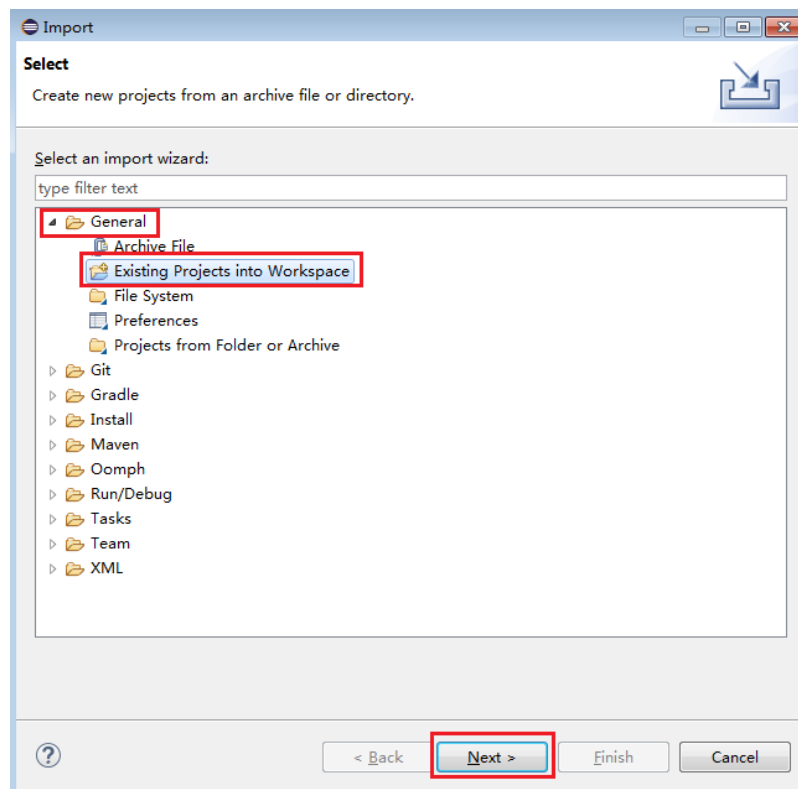 Import
Select
Create new projects from an archive file or directory.
Select an import wizard:
type filter text
General
Archive File
Existing Projects into Workspace
File System
Preferences
Projects from Folder or Archive
Git
Gradle
Install
Maven
Oomph
Run/Debug
Tasks
Team
XML
? < Back Next > Finish Cancel